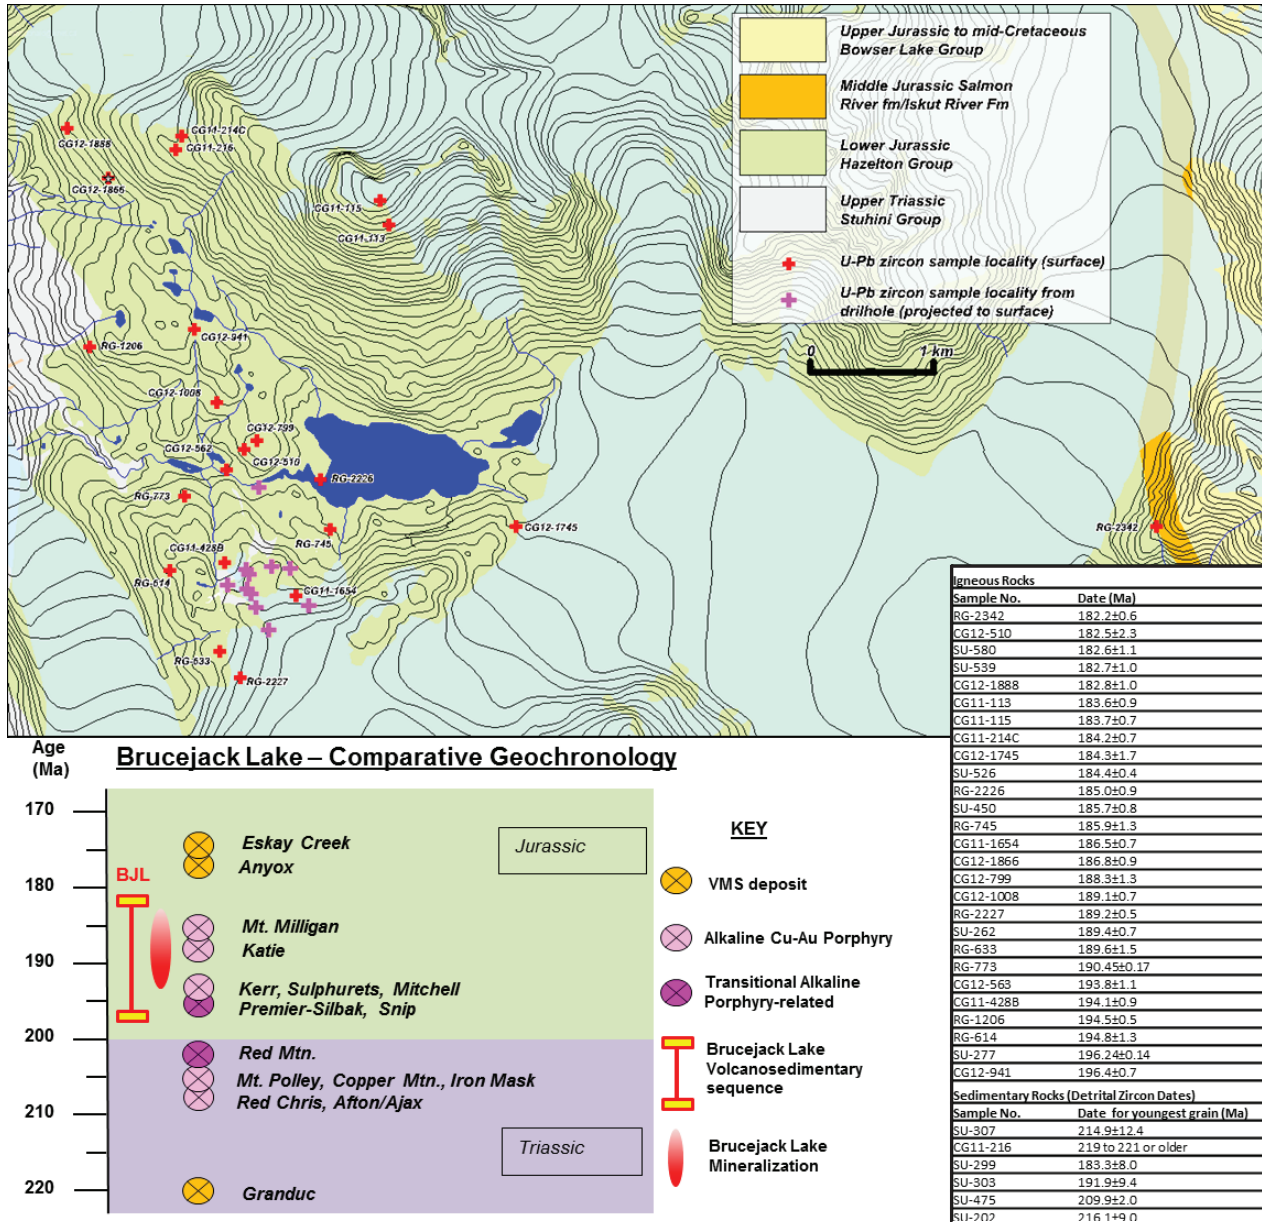 Upper Jurassic to mid-Cretaceous
Bowser Lake Group
Middle Jurassic Salmon
River fm/Iskut River Fm
Lower Jurassic
Hazelton Group
Upper Triassic
Stuhini Group
U-Pb zircon sample locality (surface)
U-Pb zircon sample locality from
drilhole (projected to surface)
0 1 km
CG12-1888
CG11-214C
CG11-216
CG12-1866
CG11-115
CG11-113
CG12-941
RG-1206
CG12-1008
CG12-799
CG12-562
CG12-510
RG-2226
RG-773
RG-745
CG12-1745
RG-2342
CG11-428B
RG-614
CG11-1654
RG-633
RG-2227
Igneous Rocks
Sample No. Date (Ma)
RG-2342 182.2±0.6
CG12-510 182.5±2.3
SU-580 182.6±1.1
SU-539 182.7±1.0
CG12-1888 182.8±1.0
CG11-113 183.6±0.9
CG11-115 183.7±0.7
CG11-214C 184.2±0.7
CG12-1745 184.3±1.7
SU-526 184.4±0.4
RG-2226 185.0±0.9
SU-450 185.7±0.8
RG-745 185.9±1.3
CG11-1654 186.5±0.7
CG12-1866 186.8±0.9
CG12-799 188.3±1.3
CG12-1008 189.1±0.7
RG-2227 189.2±0.5
SU-262 189.4±0.7
RG-633 189.6±1.5
RG-773 190.45±0.17
CG12-563 193.8±1.1
CG11-428B 194.1±0.9
RG-1206 194.5±0.5
RG-614 194.8±1.3
SU-277 196.24±0.14
CG12-941 196.4±0.7
Sedimentary Rocks (Detrital Zircon Dates)
Sample No. Date for youngest grain (Ma)
SU-307 214.9±12.4
CG11-216 219 to 221 or older
SU-299 183.3±8.0
SU-303 191.9±9.4
SU-475 209.9±2.0
SU-202 216.1±9.0
Age
(Ma)
Brucejack Lake – Comparative Geochronology
170
180
190
200
210
220
BJL
Eskay Creek
Anyox
Mt. Milligan
Katie
Kerr, Sulphurets, Mitchell
Premier-Silbak, Snip
Red Mtn.
Mt. Polley, Copper Mtn., Iron Mask
Red Chris, Afton/Ajax
Granduc
Jurassic
Triassic
KEY
VMS deposit
Alkaline Cu-Au Porphyry
Transitional Alkaline
Porphyry-related
Brucejack Lake
Volcanosedimentary
sequence
Brucejack Lake
Mineralization